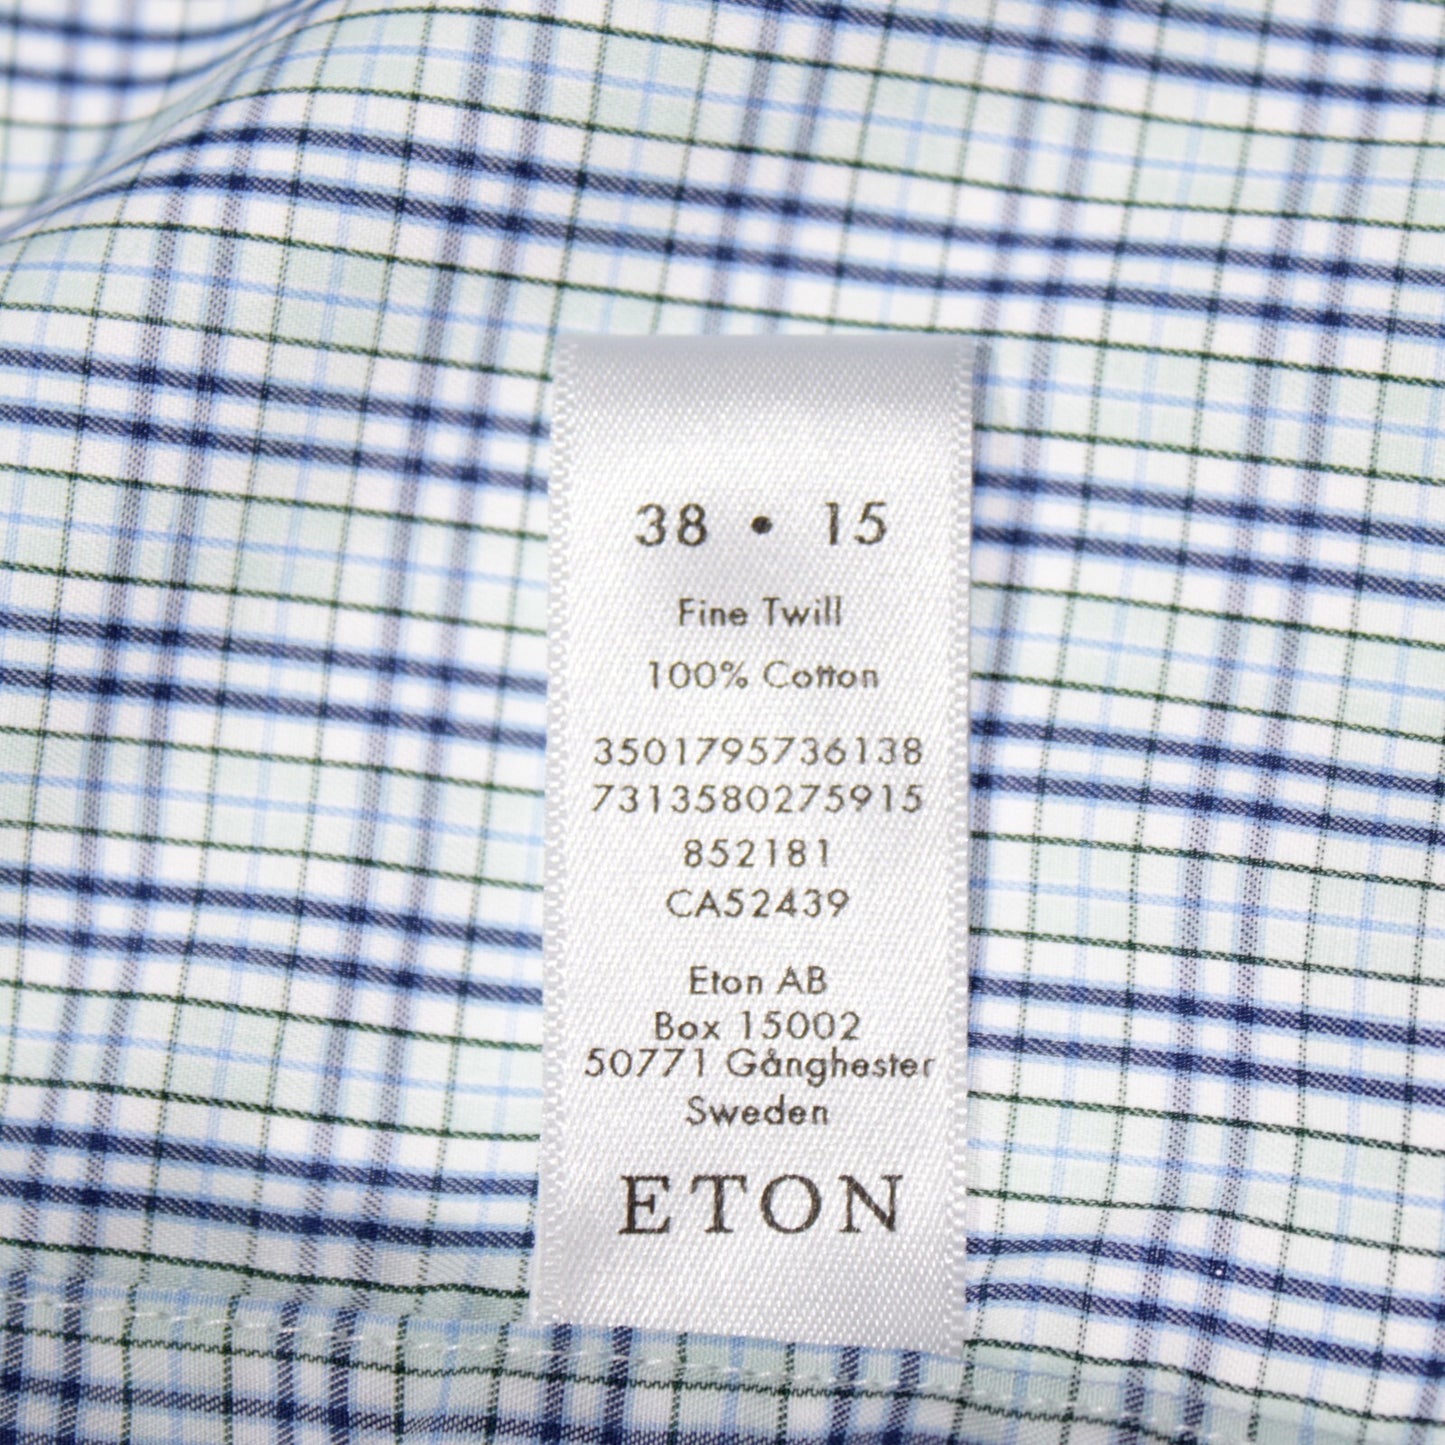 38 • 15
Fine Twill
100% Cotton
3501795736138
7313580275915
852181
CA52439
Eton AB
Box 15002
50771 Gånghester
Sweden
ETON